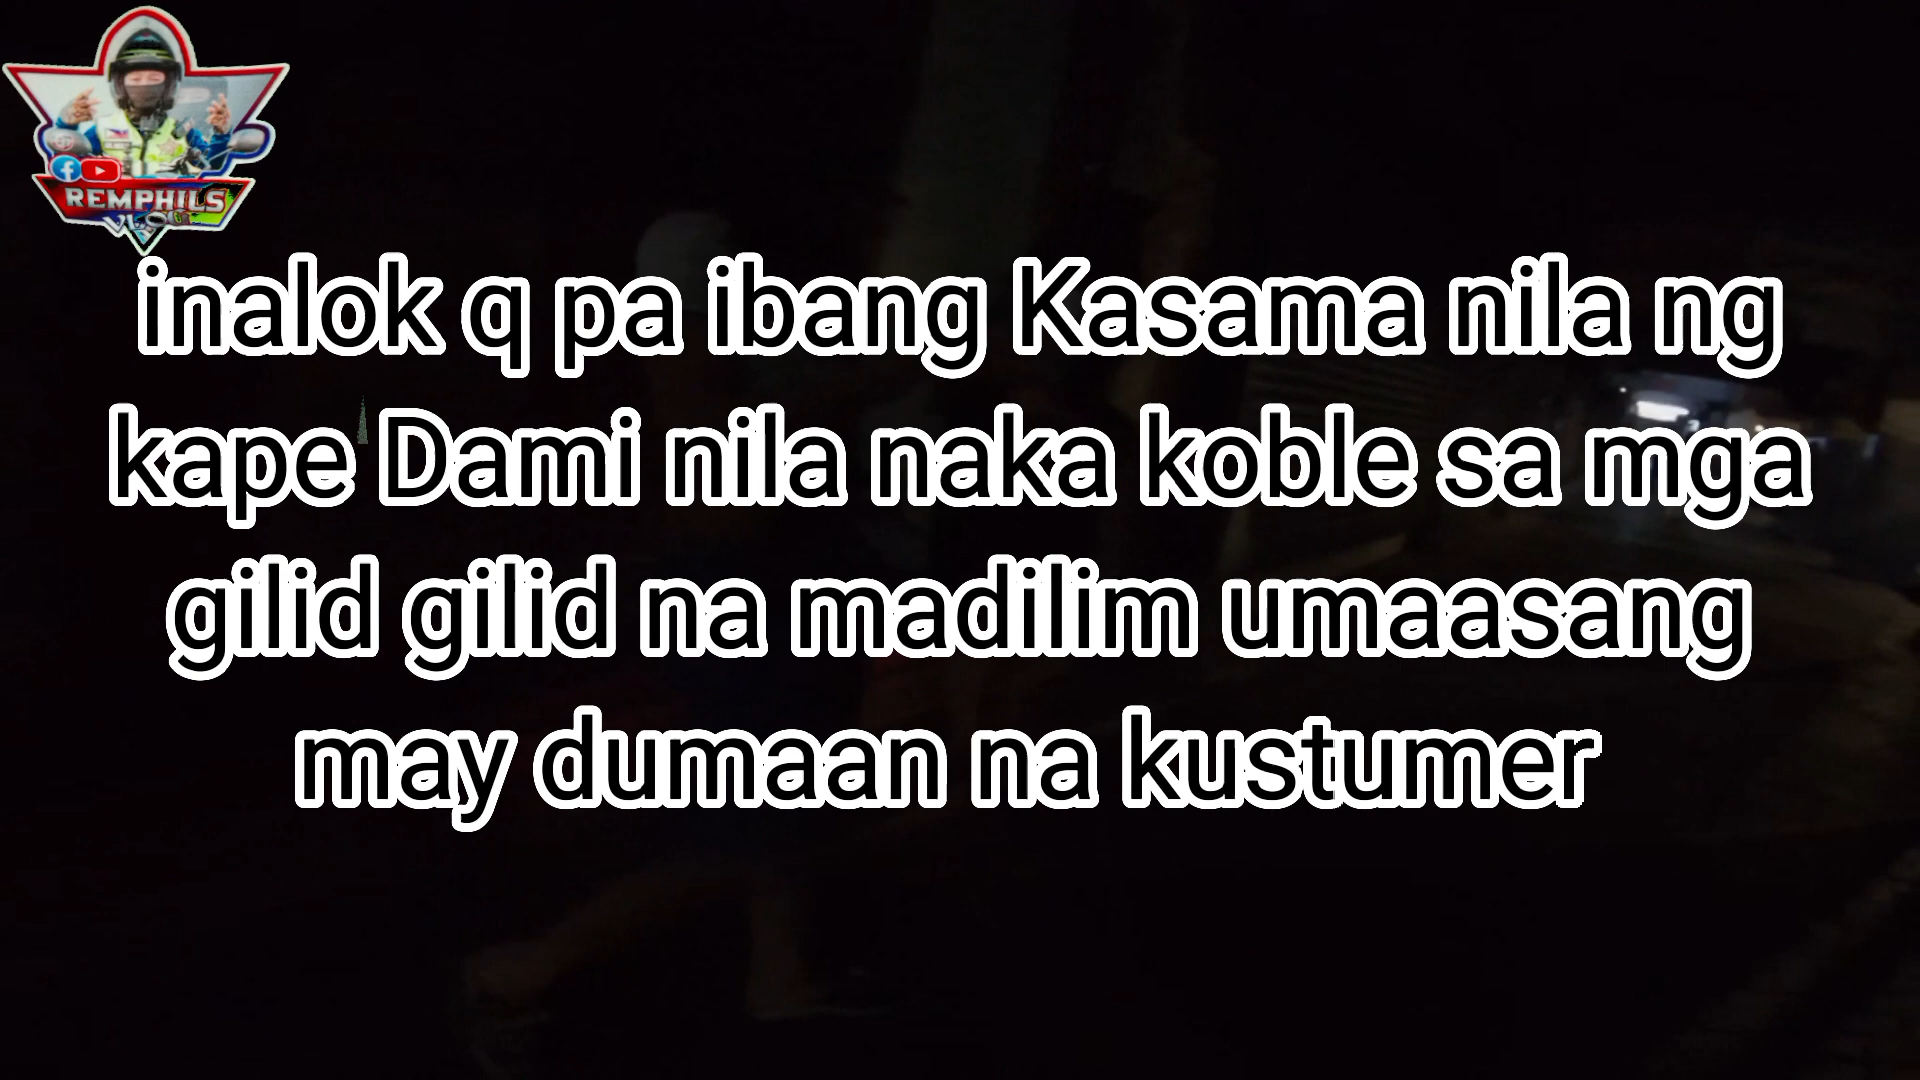 REMPHILS
VLOG
inalok q pa ibang Kasama nila ng
kape Dami nila naka koble sa mga
gilid gilid na madilim umaasang
may dumaan na kustumer